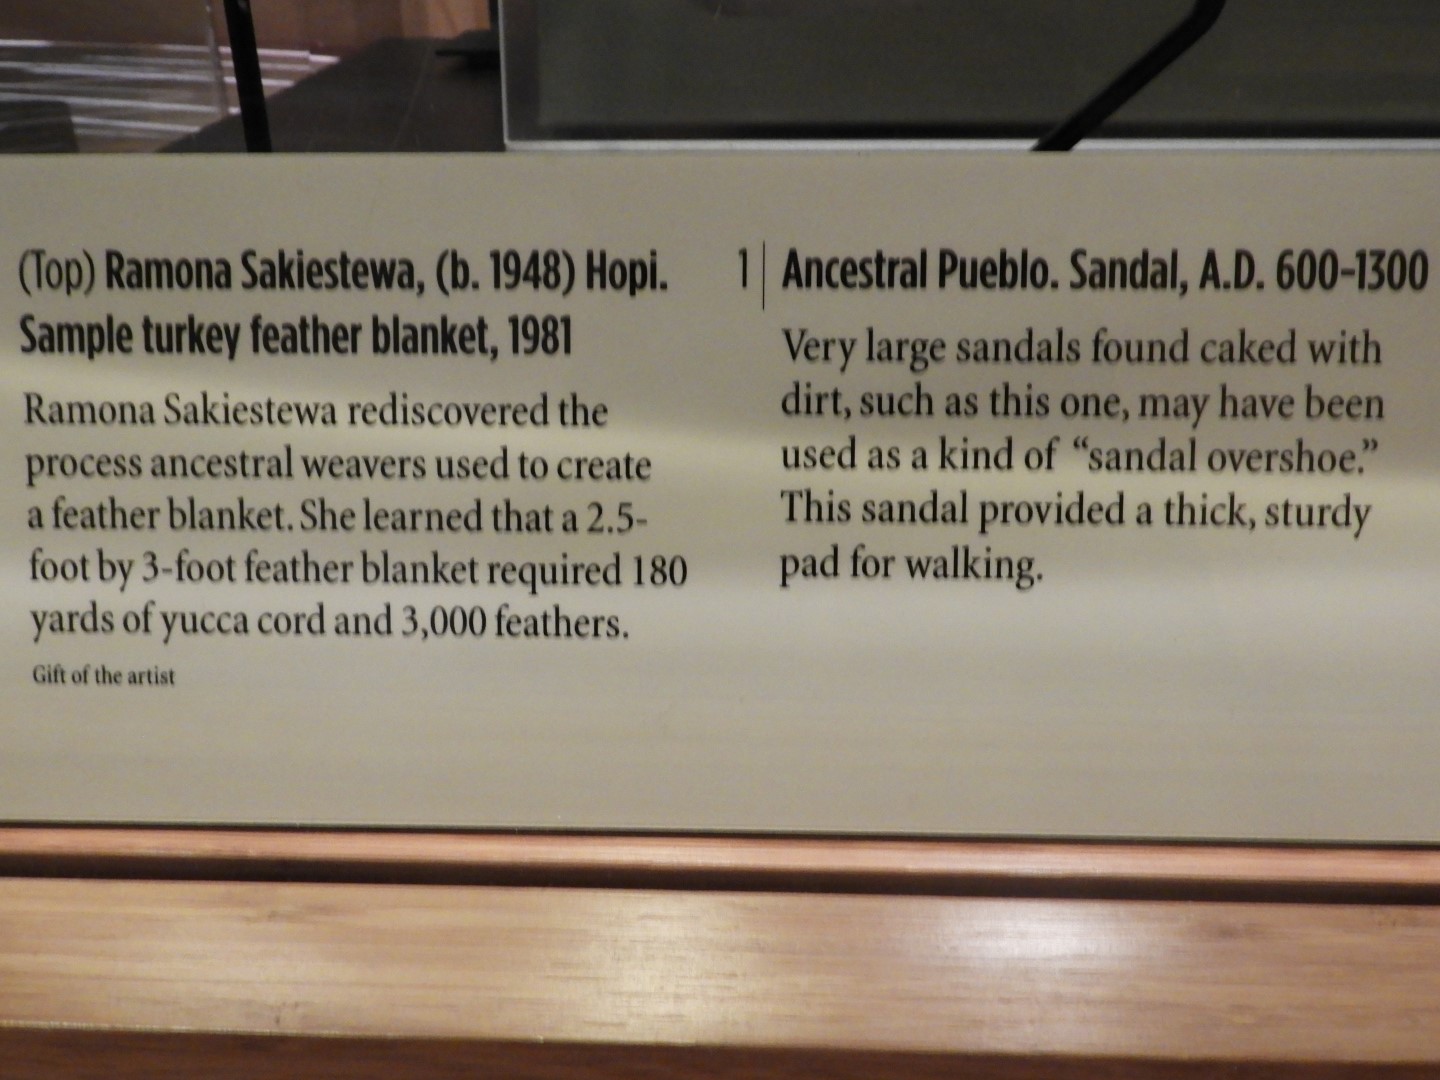 (Top) Ramona Sakiestewa, (b. 1948) Hopi.
Sample turkey feather blanket, 1981
Ramona Sakiestewa rediscovered the
process ancestral weavers used to create
a feather blanket. She learned that a 2.5-
foot by 3-foot feather blanket required 180
yards of yucca cord and 3,000 feathers.
Gift of the artist
1 | Ancestral Pueblo. Sandal, A.D. 600–1300
Very large sandals found caked with
dirt, such as this one, may have been
used as a kind of “sandal overshoe.”
This sandal provided a thick, sturdy
pad for walking.